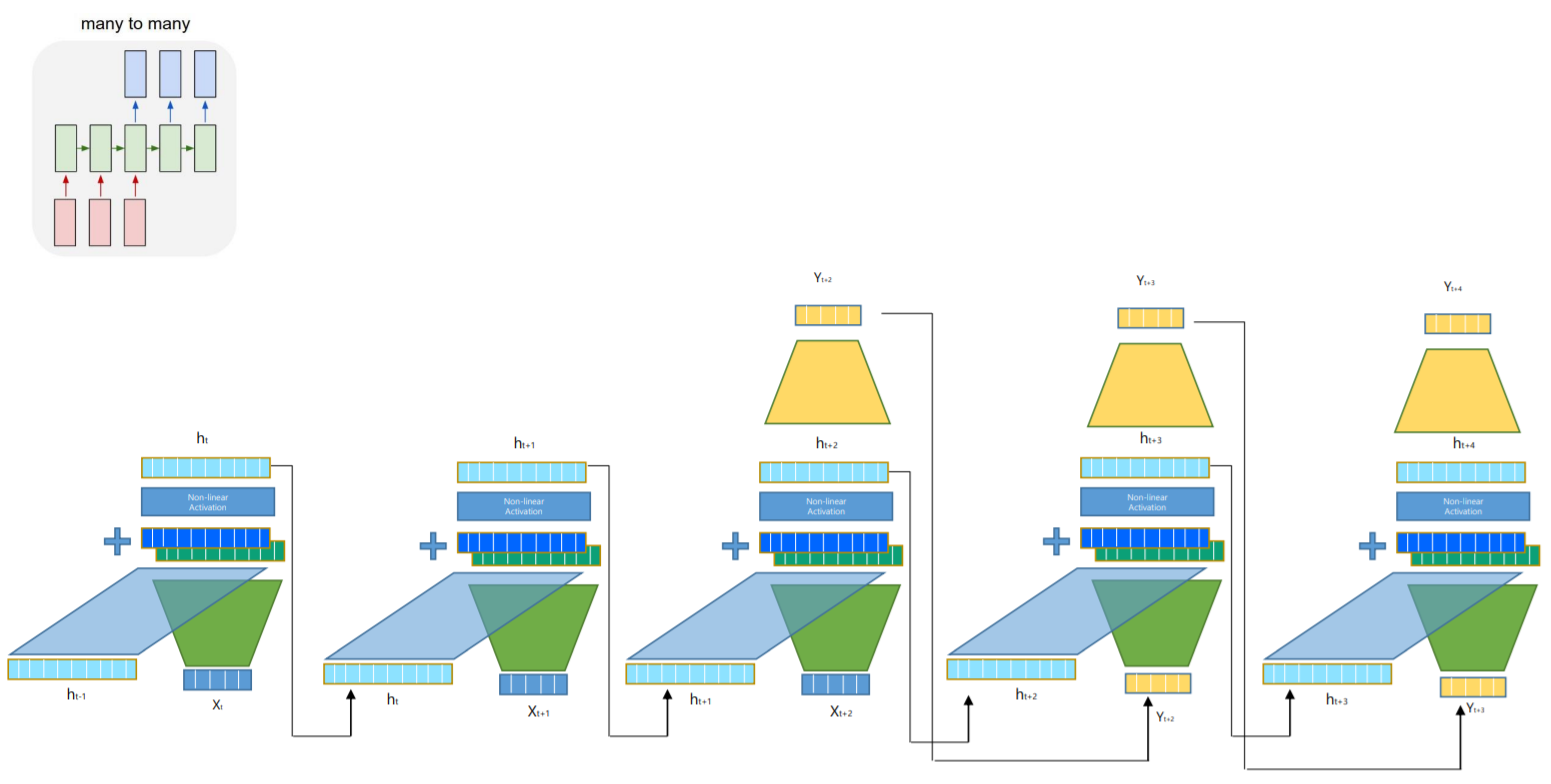 many to many
Yt+2
Yt+3
Yt+4
ht
ht+1
ht+2
ht+3
ht+4
Non-linear
Activation
Non-linear
Activation
Non-linear
Activation
Non-linear
Activation
Non-linear
Activation
ht-1
Xt
ht
Xt+1
ht+1
Xt+2
ht+2
Yt+2
ht+3
Yt+3